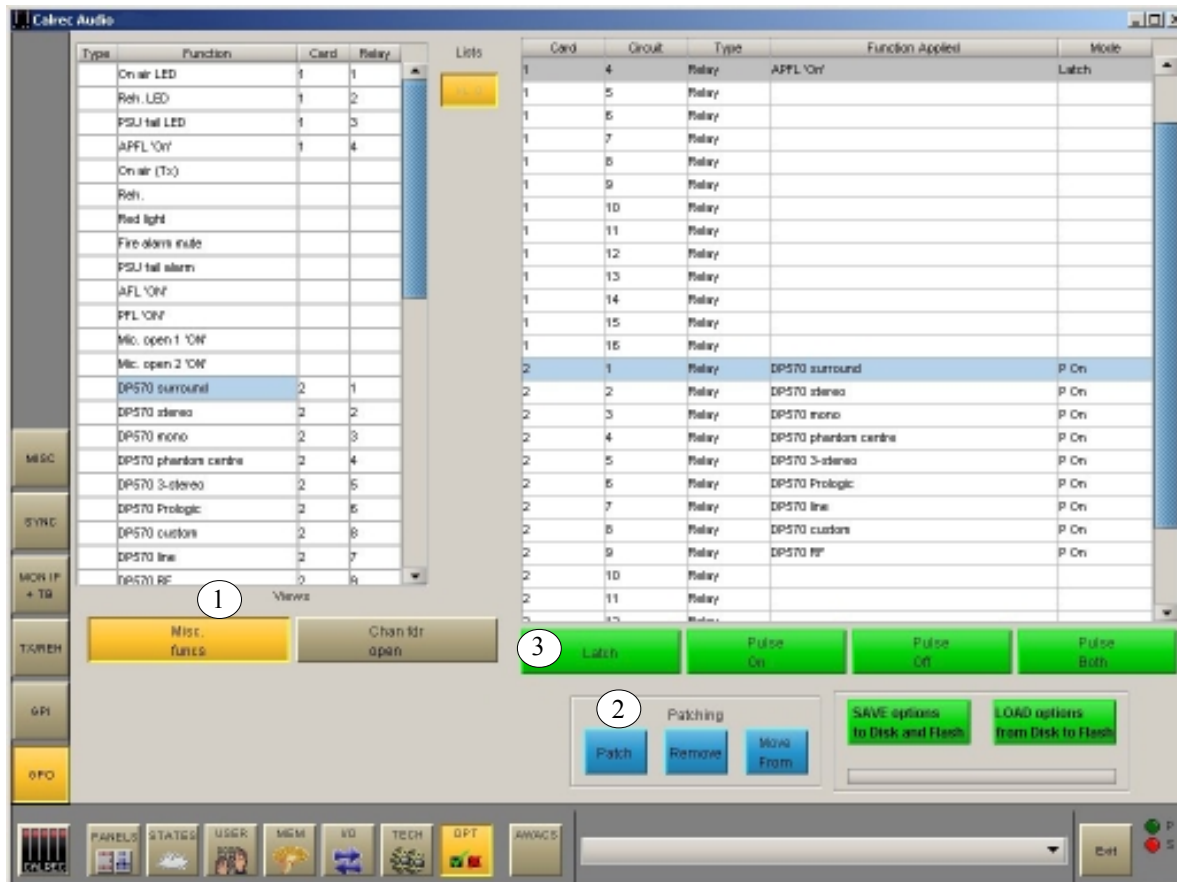 Calrec Audio
Type Function Card Relay
On air LED 1 1
Reh. LED 1 2
PSU fail LED 1 3
APFL 'On' 1 4
On air (Tx)
Reh.
Red light
Fire alarm mute
PSU fail alarm
AFL 'ON'
PFL 'ON'
Mic. open 1 'ON'
Mic. open 2 'ON'
DP570 surround 2 1
DP570 stereo 2 2
DP570 mono 2 3
DP570 phantom centre 2 4
DP570 3-stereo 2 5
DP570 Prologic 2 6
DP570 custom 2 8
DP570 line 2 7
DP570 RF 2 9
Lists
Card Circuit Type Function Applied Mode
1 4 Relay APFL 'On' Latch
1 5 Relay
1 6 Relay
1 7 Relay
1 8 Relay
1 9 Relay
1 10 Relay
1 11 Relay
1 12 Relay
1 13 Relay
1 14 Relay
1 15 Relay
1 16 Relay
2 1 Relay DP570 surround P On
2 2 Relay DP570 stereo P On
2 3 Relay DP570 mono P On
2 4 Relay DP570 phantom centre P On
2 5 Relay DP570 3-stereo P On
2 6 Relay DP570 Prologic P On
2 7 Relay DP570 line P On
2 8 Relay DP570 custom P On
2 9 Relay DP570 RF P On
2 10 Relay
2 11 Relay
2 12 Relay
1
Views
Misc.
funcs
Chan fdr
open
3
Latch
Pulse
On
Pulse
Off
Pulse
Both
2
Patching
Patch
Remove
Move
From
SAVE options
to Disk and Flash
LOAD options
from Disk to Flash
MISC
SYNC
MON IP
+ TB
TX/REH
GPI
GPO
CALREC
PANELS
STATES
USER
MEM
I/O
TECH
OPT
AWACS
Exit
P
S